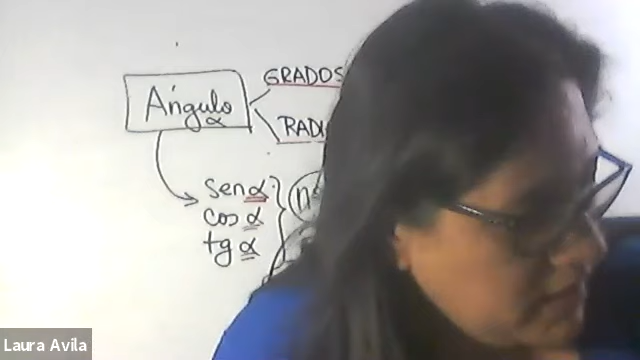 GRADOS
Ángulo
α
RADI
sen α
cos α
tg α
Laura Avila